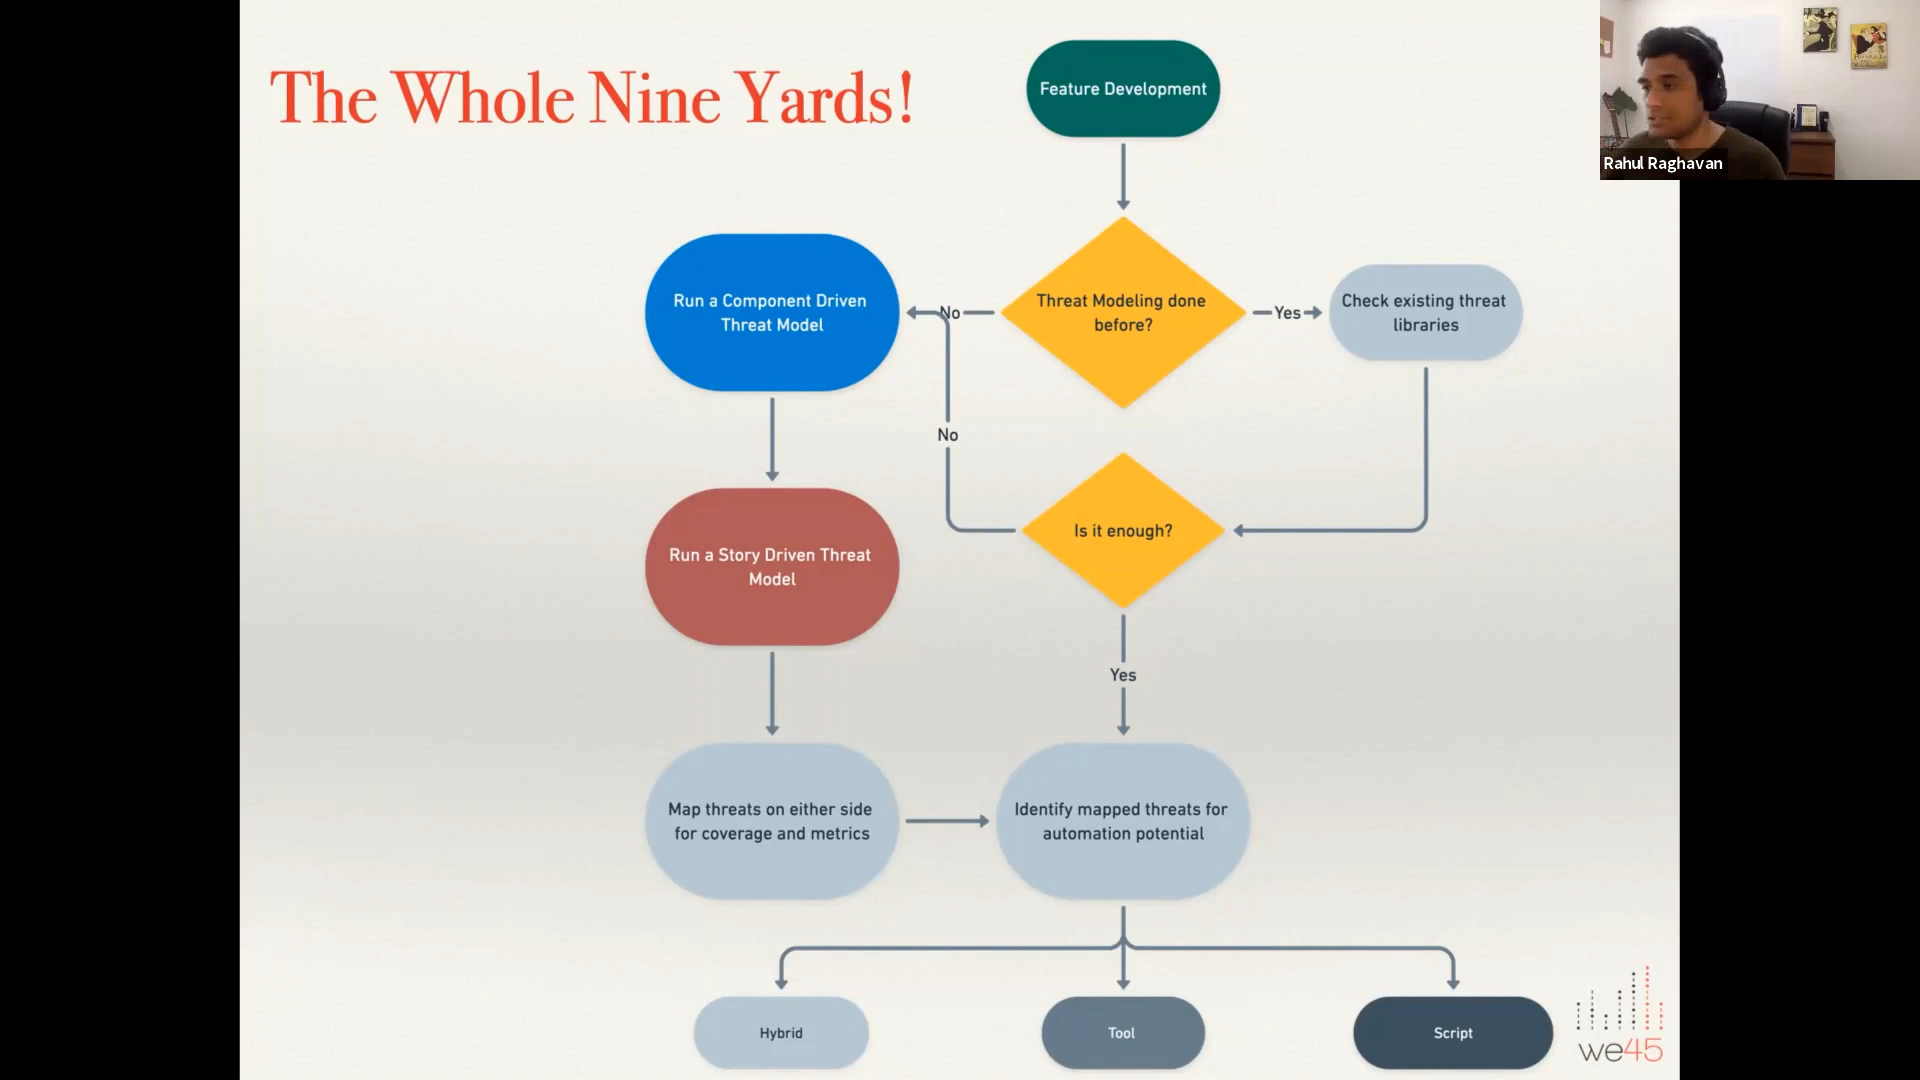 The Whole Nine Yards!
Feature Development
Rahul Raghavan
Run a Component Driven
Threat Model
No
Threat Modeling done
before?
Yes
Check existing threat
libraries
No
Is it enough?
Run a Story Driven Threat
Model
Yes
Map threats on either side
for coverage and metrics
Identify mapped threats for
automation potential
Hybrid
Tool
Script
we45